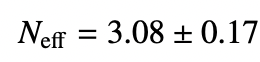 N_eff = 3.08 ± 0.17